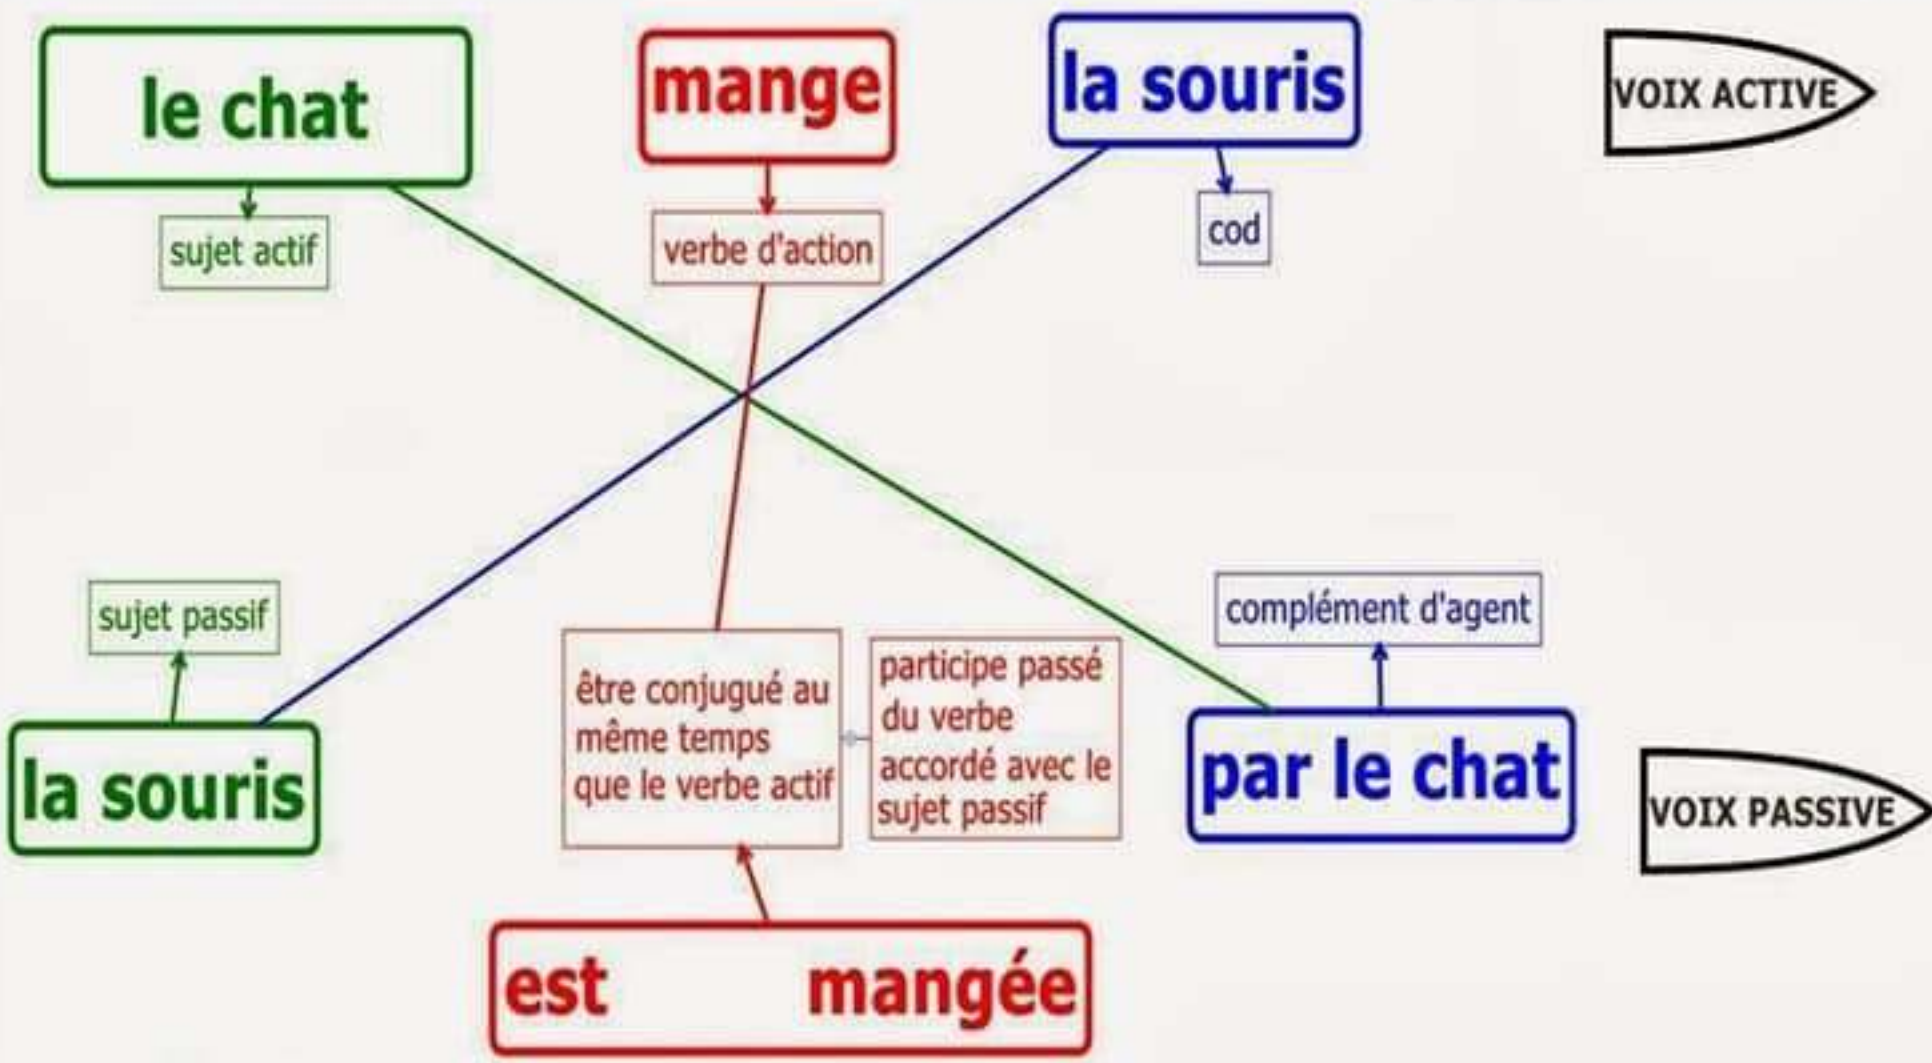 le chat
mange
la souris
VOIX ACTIVE
sujet actif
verbe d'action
cod
sujet passif
complément d'agent
être conjugué au
même temps
que le verbe actif
participe passé
du verbe
accordé avec le
sujet passif
la souris
par le chat
VOIX PASSIVE
est mangée